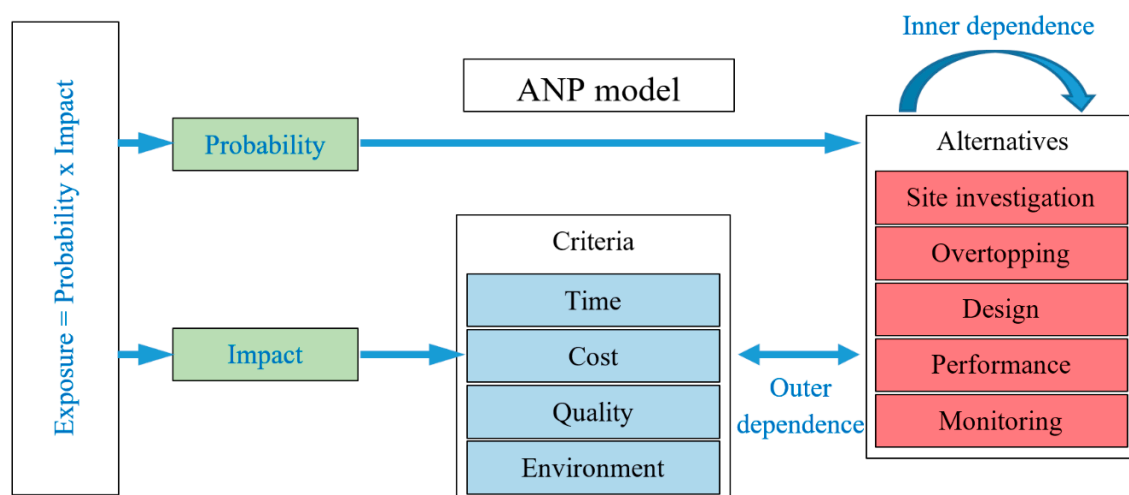 Inner dependence
ANP model
Exposure = Probability x Impact
Probability
Alternatives
Site investigation
Overtopping
Design
Performance
Monitoring
Criteria
Time
Cost
Quality
Environment
Impact
Outer
dependence